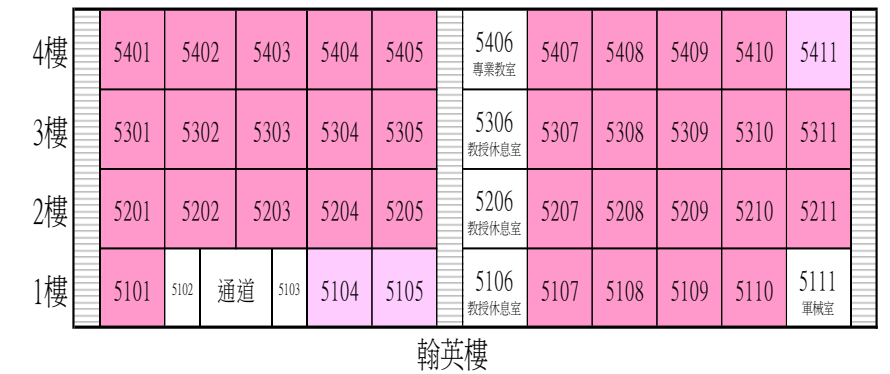 4樓 5401 5402 5403 5404 5405 5406 5407 5408 5409 5410 5411
專業教室
3樓 5301 5302 5303 5304 5305 5306 5307 5308 5309 5310 5311
教授休息室
2樓 5201 5202 5203 5204 5205 5206 5207 5208 5209 5210 5211
教授休息室
1樓 5101 5102 通道 5103 5104 5105 5106 5107 5108 5109 5110 5111
教授休息室 軍械室
翰英樓